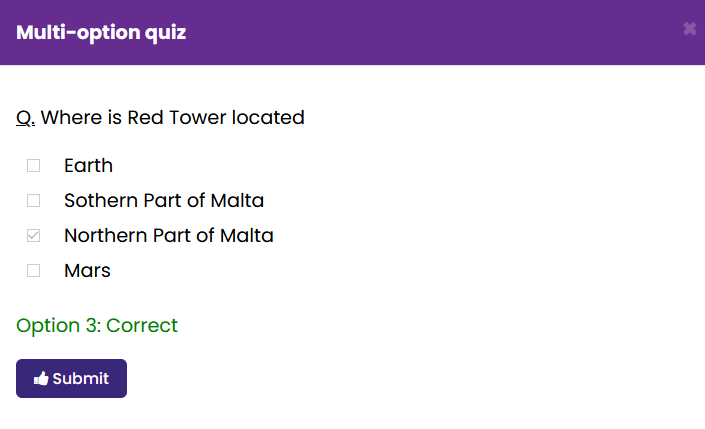 Multi-option quiz
Q. Where is Red Tower located
Earth
Sothern Part of Malta
Northern Part of Malta
Mars
Option 3: Correct
Submit